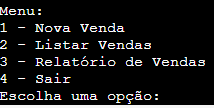 Menu:
1 - Nova Venda
2 - Listar Vendas
3 - Relatório de Vendas
4 - Sair
Escolha uma opção: